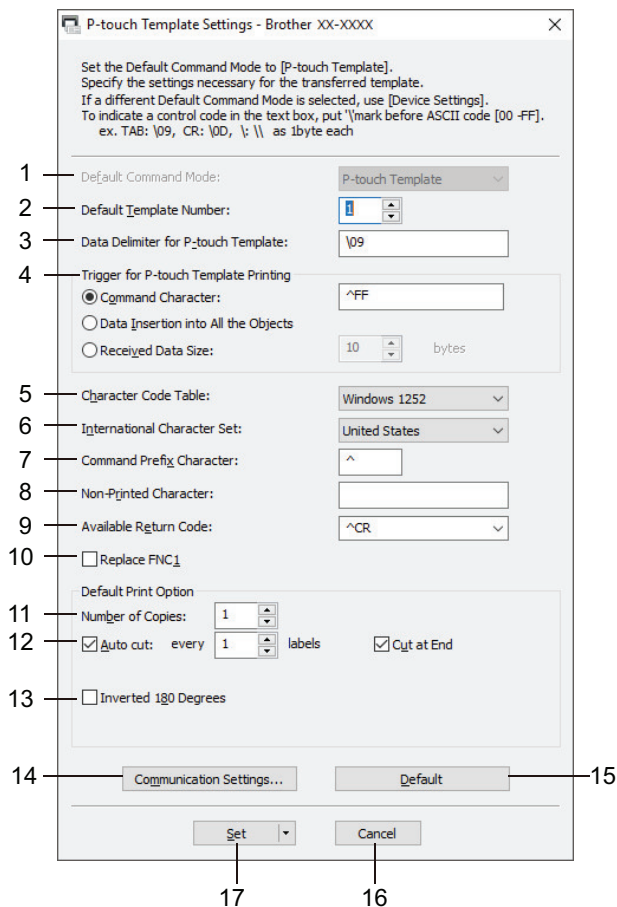 P-touch Template Settings - Brother XX-XXXX
Set the Default Command Mode to [P-touch Template].
Specify the settings necessary for the transferred template.
If a different Default Command Mode is selected, use [Device Settings].
To indicate a control code in the text box, put '\'mark before ASCII code [00 -FF].
ex. TAB: \09, CR: \0D, \: \\ as 1byte each
1 Default Command Mode: P-touch Template
2 Default Template Number: 1
3 Data Delimiter for P-touch Template: \09
4 Trigger for P-touch Template Printing
Command Character: ^FF
Data Insertion into All the Objects
Received Data Size: 10 bytes
5 Character Code Table: Windows 1252
6 International Character Set: United States
7 Command Prefix Character: ^
8 Non-Printed Character:
9 Available Return Code: ^CR
10 Replace FNC1
Default Print Option
11 Number of Copies: 1
12 Auto cut: every 1 labels Cut at End
13 Inverted 180 Degrees
14 Communication Settings... Default 15
Set Cancel
17 16